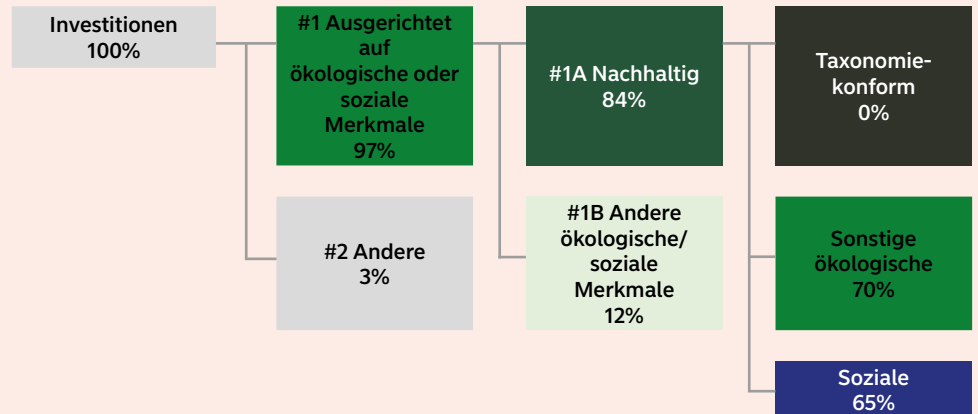 Investitionen
100%
#1 Ausgerichtet
auf
ökologische oder
soziale
Merkmale
97%
#1A Nachhaltig
84%
Taxonomie-
konform
0%
#2 Andere
3%
#1B Andere
ökologische/
soziale
Merkmale
12%
Sonstige
ökologische
70%
Soziale
65%